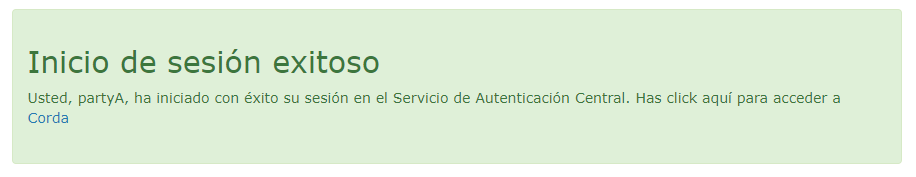 Inicio de sesión exitoso
Usted, partyA, ha iniciado con éxito su sesión en el Servicio de Autenticación Central. Has click aquí para acceder a
Corda